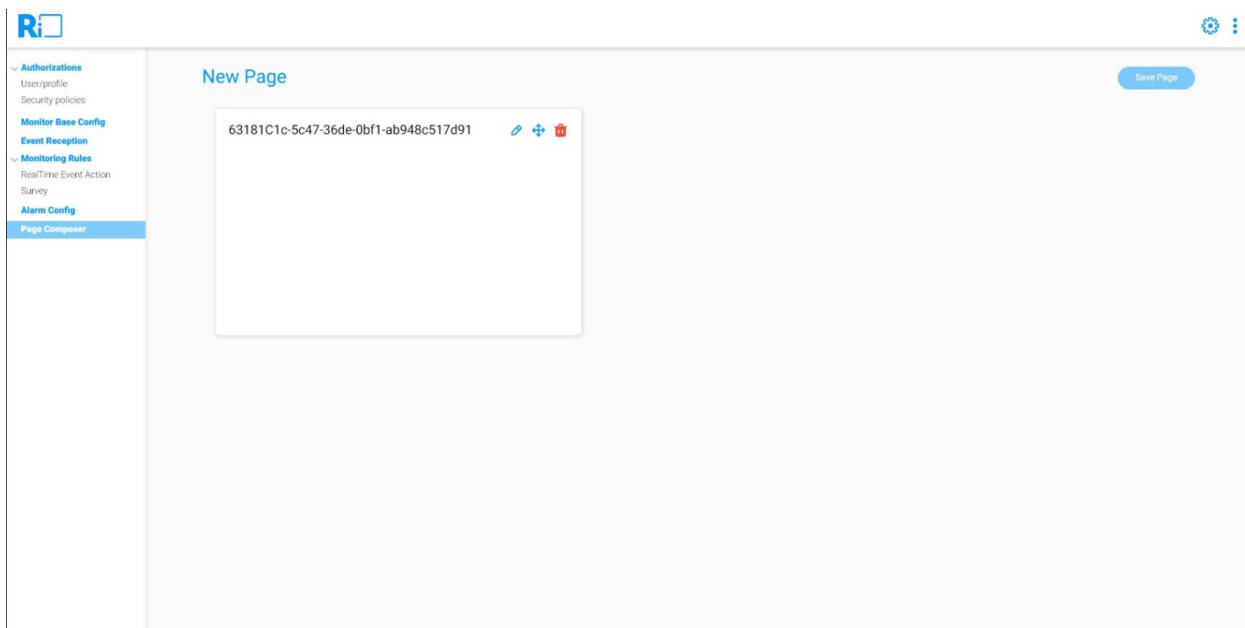 Ri
Authorizations
User/profile
Security policies
Monitor Base Config
Event Reception
Monitoring Rules
RealTime Event Action
Survey
Alarm Config
Page Composer
New Page
Save Page
63181C1c-5c47-36de-0bf1-ab948c517d91